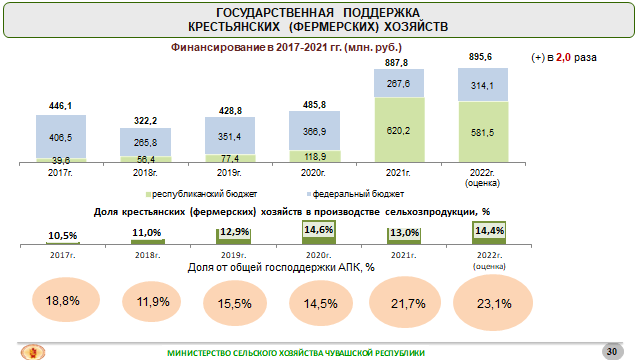 ГОСУДАРСТВЕННАЯ ПОДДЕРЖКА
КРЕСТЬЯНСКИХ (ФЕРМЕРСКИХ) ХОЗЯЙСТВ
Финансирование в 2017-2021 гг. (млн. руб.)
(+) в 2,0 раза
446,1 322,2 428,8 485,8 887,8 895,6
406,5 265,8 351,4 366,9 267,6 314,1
39,6 56,4 77,4 118,9 620,2 581,5
2017г. 2018г. 2019г. 2020г. 2021г. 2022г.
(оценка)
республиканский бюджет федеральный бюджет
Доля крестьянских (фермерских) хозяйств в производстве сельхозпродукции, %
10,5% 11,0% 12,9% 14,6% 13,0% 14,4%
2017г. 2018г. 2019г. 2020г. 2021г. 2022г.
(оценка)
Доля от общей господдержки АПК, %
18,8% 11,9% 15,5% 14,5% 21,7% 23,1%
МИНИСТЕРСТВО СЕЛЬСКОГО ХОЗЯЙСТВА ЧУВАШСКОЙ РЕСПУБЛИКИ
30